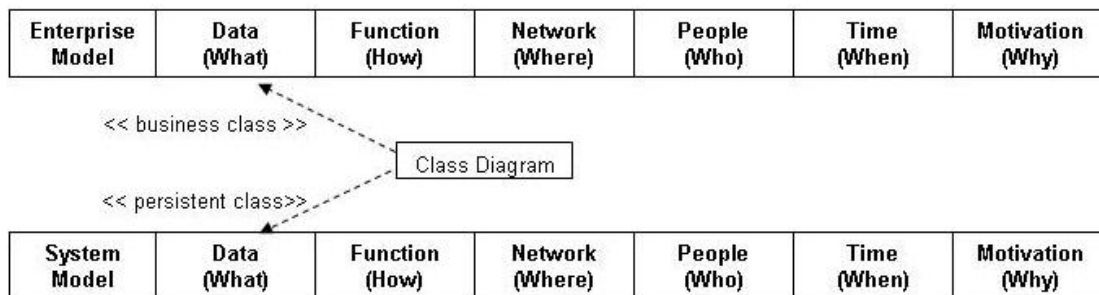 Enterprise Data Function Network People Time Motivation
Model (What) (How) (Where) (Who) (When) (Why)
<< business class >>
Class Diagram
<< persistent class>>
System Data Function Network People Time Motivation
Model (What) (How) (Where) (Who) (When) (Why)